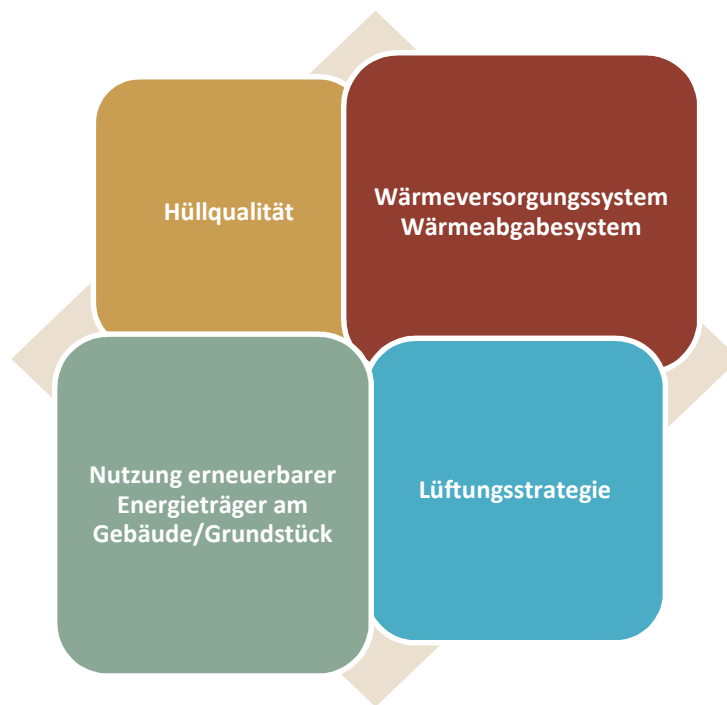 Hüllqualität
Wärmeversorgungssystem
Wärmeabgabesystem
Nutzung erneuerbarer
Energieträger am
Gebäude/Grundstück
Lüftungsstrategie